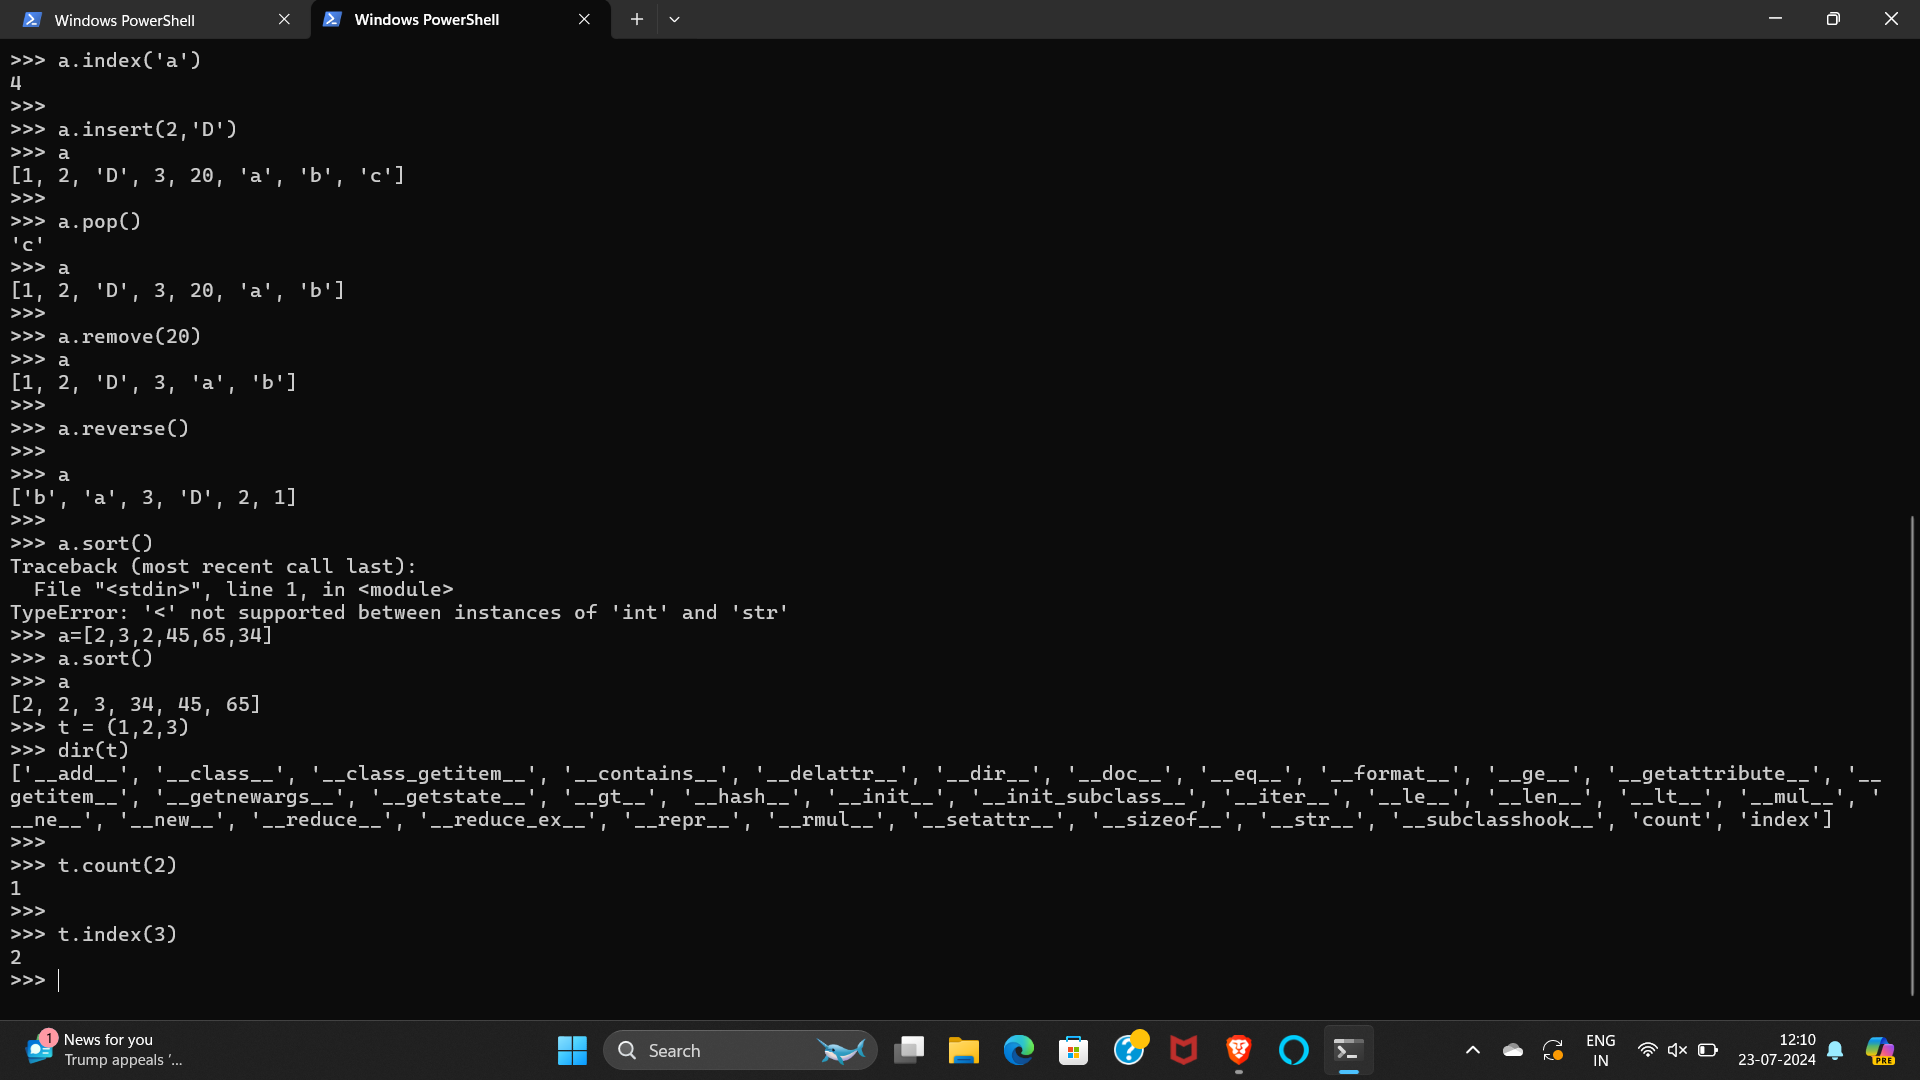 Windows PowerShell
Windows PowerShell
>>> a.index('a')
4
>>>
>>> a.insert(2,'D')
>>> a
[1, 2, 'D', 3, 20, 'a', 'b', 'c']
>>>
>>> a.pop()
'c'
>>> a
[1, 2, 'D', 3, 20, 'a', 'b']
>>>
>>> a.remove(20)
>>> a
[1, 2, 'D', 3, 'a', 'b']
>>>
>>> a.reverse()
>>>
>>> a
['b', 'a', 3, 'D', 2, 1]
>>>
>>> a.sort()
Traceback (most recent call last):
  File "<stdin>", line 1, in <module>
TypeError: '<' not supported between instances of 'int' and 'str'
>>> a=[2,3,2,45,65,34]
>>> a.sort()
>>> a
[2, 2, 3, 34, 45, 65]
>>> t = (1,2,3)
>>> dir(t)
['__add__', '__class__', '__class_getitem__', '__contains__', '__delattr__', '__dir__', '__doc__', '__eq__', '__format__', '__ge__', '__getattribute__', '__
getitem__', '__getnewargs__', '__getstate__', '__gt__', '__hash__', '__init__', '__init_subclass__', '__iter__', '__le__', '__len__', '__lt__', '__mul__', '
__ne__', '__new__', '__reduce__', '__reduce_ex__', '__repr__', '__rmul__', '__setattr__', '__sizeof__', '__str__', '__subclasshook__', 'count', 'index']
>>>
>>> t.count(2)
1
>>>
>>> t.index(3)
2
>>>
1
News for you
Trump appeals '...
Search
ENG
IN
12:10
23-07-2024
PRE